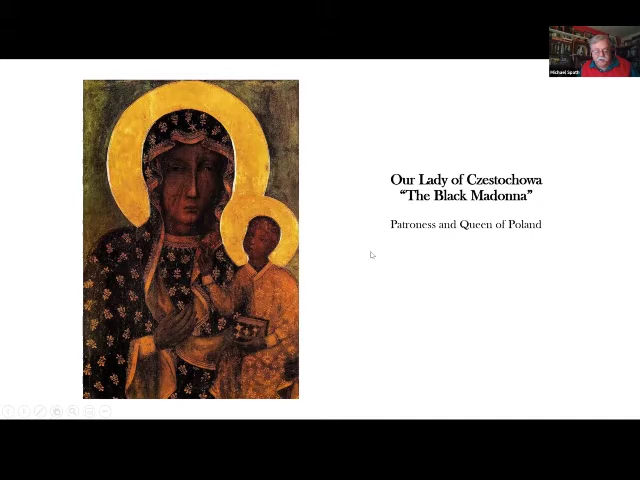 Michael Spath
Our Lady of Czestochowa
“The Black Madonna”
Patroness and Queen of Poland